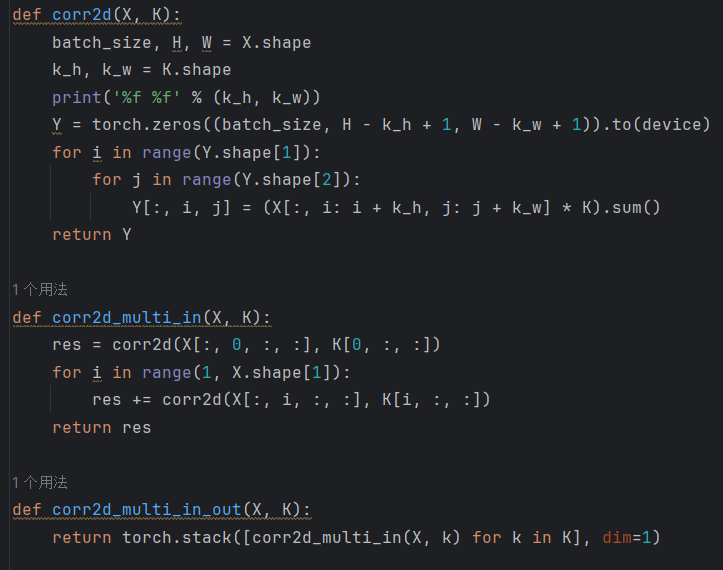 def corr2d(X, K):
    batch_size, H, W = X.shape
    k_h, k_w = K.shape
    print('%f %f' % (k_h, k_w))
    Y = torch.zeros((batch_size, H - k_h + 1, W - k_w + 1)).to(device)
    for i in range(Y.shape[1]):
        for j in range(Y.shape[2]):
            Y[:, i, j] = (X[:, i: i + k_h, j: j + k_w] * K).sum()
    return Y
1 个用法
def corr2d_multi_in(X, K):
    res = corr2d(X[:, 0, :, :], K[0, :, :])
    for i in range(1, X.shape[1]):
        res += corr2d(X[:, i, :, :], K[i, :, :])
    return res
1 个用法
def corr2d_multi_in_out(X, K):
    return torch.stack([corr2d_multi_in(X, k) for k in K], dim=1)